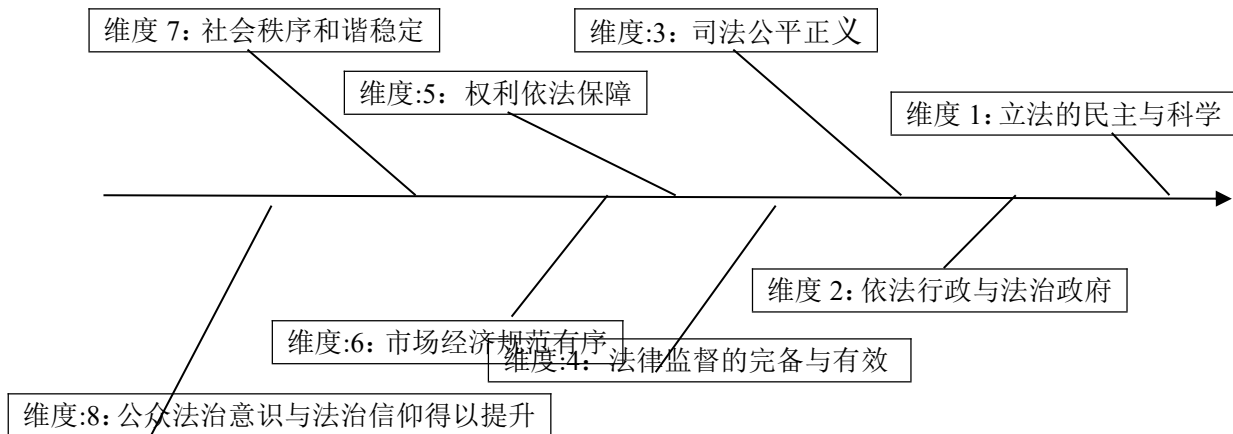 维度 7：社会秩序和谐稳定
维度:3：司法公平正义
维度:5：权利依法保障
维度 1：立法的民主与科学
维度 2：依法行政与法治政府
维度:6：市场经济规范有序
维度:4：法律监督的完备与有效
维度:8：公众法治意识与法治信仰得以提升